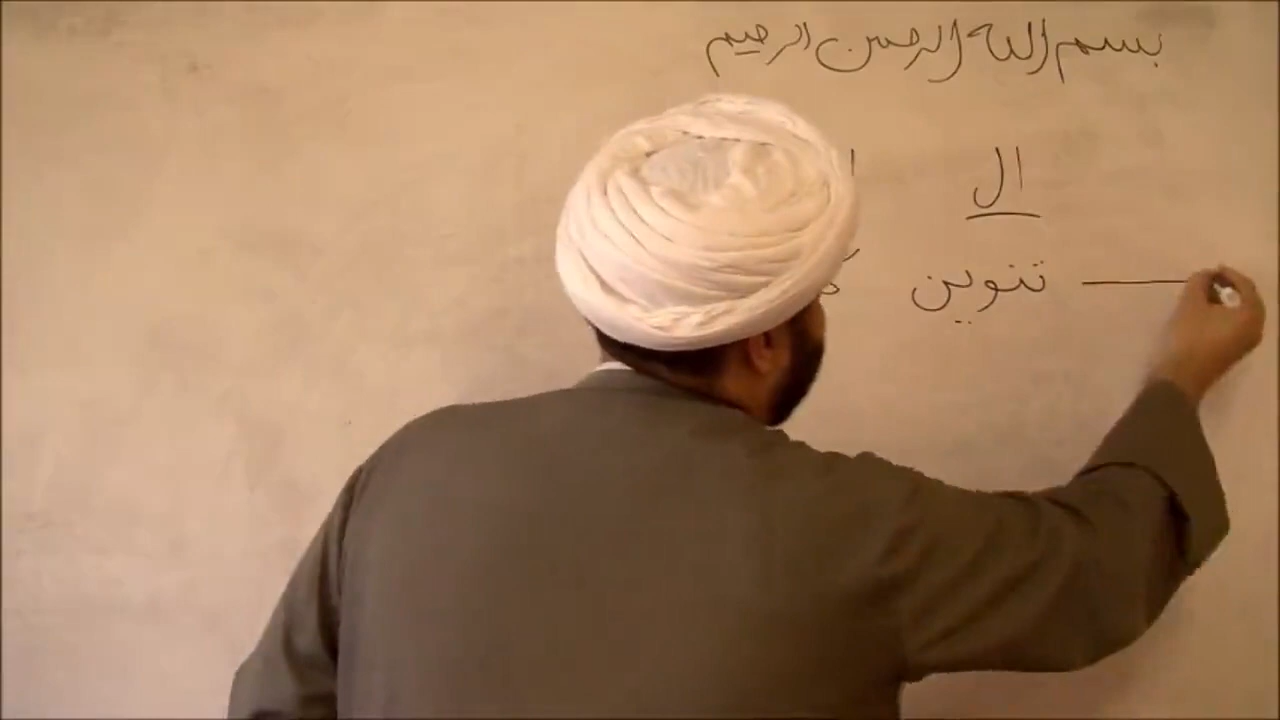 بسم الله الرحمن الرحيم
ال
تنوين